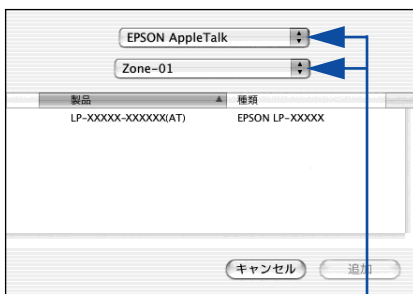 EPSON AppleTalk
Zone-01
製品 種類
LP-XXXXX-XXXXXX(AT) EPSON LP-XXXXX
キャンセル 追加